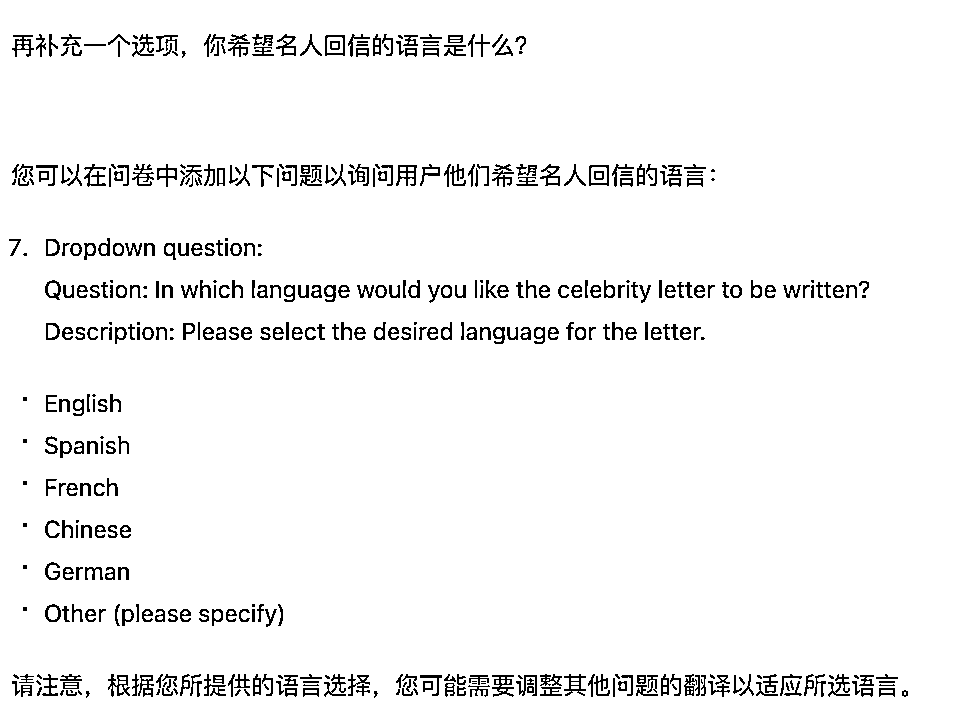 再补充一个选项，你希望名人回信的语言是什么？
您可以在问卷中添加以下问题以询问用户他们希望名人回信的语言：
7. Dropdown question:
Question: In which language would you like the celebrity letter to be written?
Description: Please select the desired language for the letter.
• English
• Spanish
• French
• Chinese
• German
• Other (please specify)
请注意，根据您所提供的语言选择，您可能需要调整其他问题的翻译以适应所选语言。